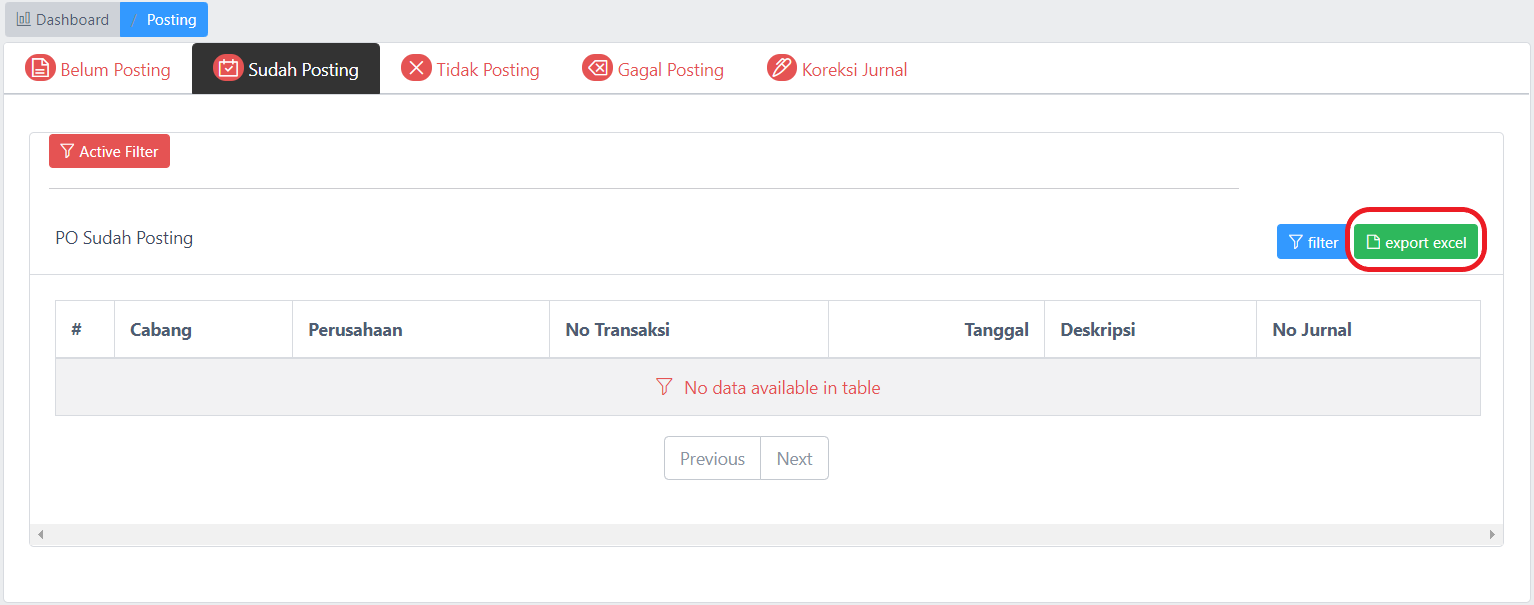 Dashboard / Posting
Belum Posting Sudah Posting Tidak Posting Gagal Posting Koreksi Jurnal
Active Filter
PO Sudah Posting filter export excel
# Cabang Perusahaan No Transaksi Tanggal Deskripsi No Jurnal
No data available in table
Previous Next